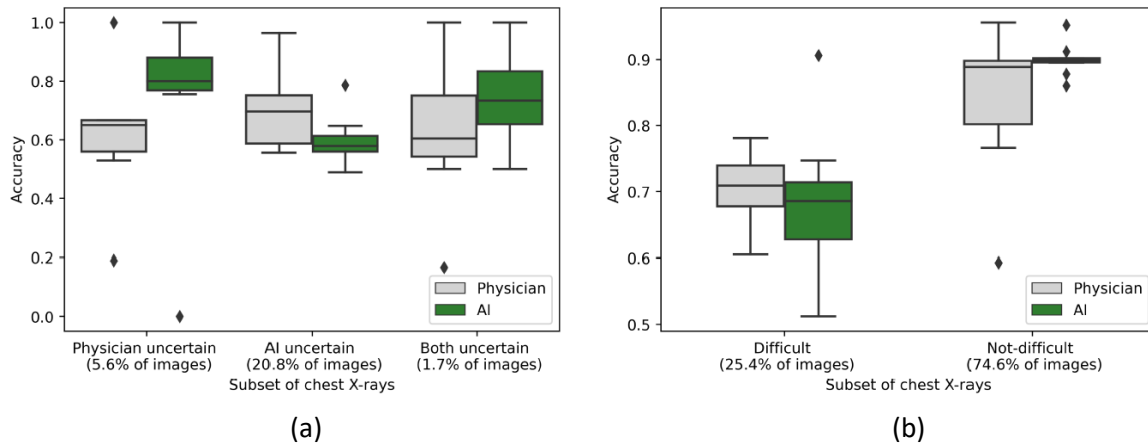 1.0
0.8
0.6
0.4
0.2
0.0
Accuracy
Physician
AI
Physician uncertain
(5.6% of images)
AI uncertain
(20.8% of images)
Both uncertain
(1.7% of images)
Subset of chest X-rays
(a)
0.9
0.8
0.7
0.6
0.5
Accuracy
Physician
AI
Difficult
(25.4% of images)
Not-difficult
(74.6% of images)
Subset of chest X-rays
(b)